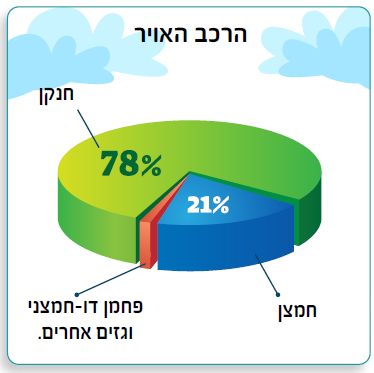 הרכב האויר
חנקן
78%
21%
פחמן דו-חמצני
וגזים אחרים.
חמצן